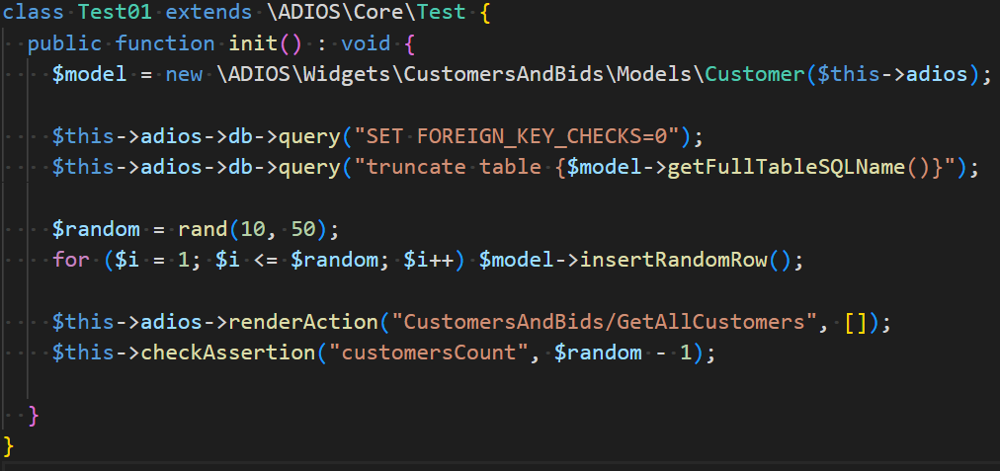 class Test01 extends \ADIOS\Core\Test {
public function init() : void {
$model = new \ADIOS\Widgets\CustomersAndBids\Models\Customer($this->adios);
$this->adios->db->query("SET FOREIGN_KEY_CHECKS=0");
$this->adios->db->query("truncate table {$model->getFullTableSQLName()}");
$random = rand(10, 50);
for ($i = 1; $i <= $random; $i++) $model->insertRandomRow();
$this->adios->renderAction("CustomersAndBids/GetAllCustomers", []);
$this->checkAssertion("customersCount", $random - 1);
}
}